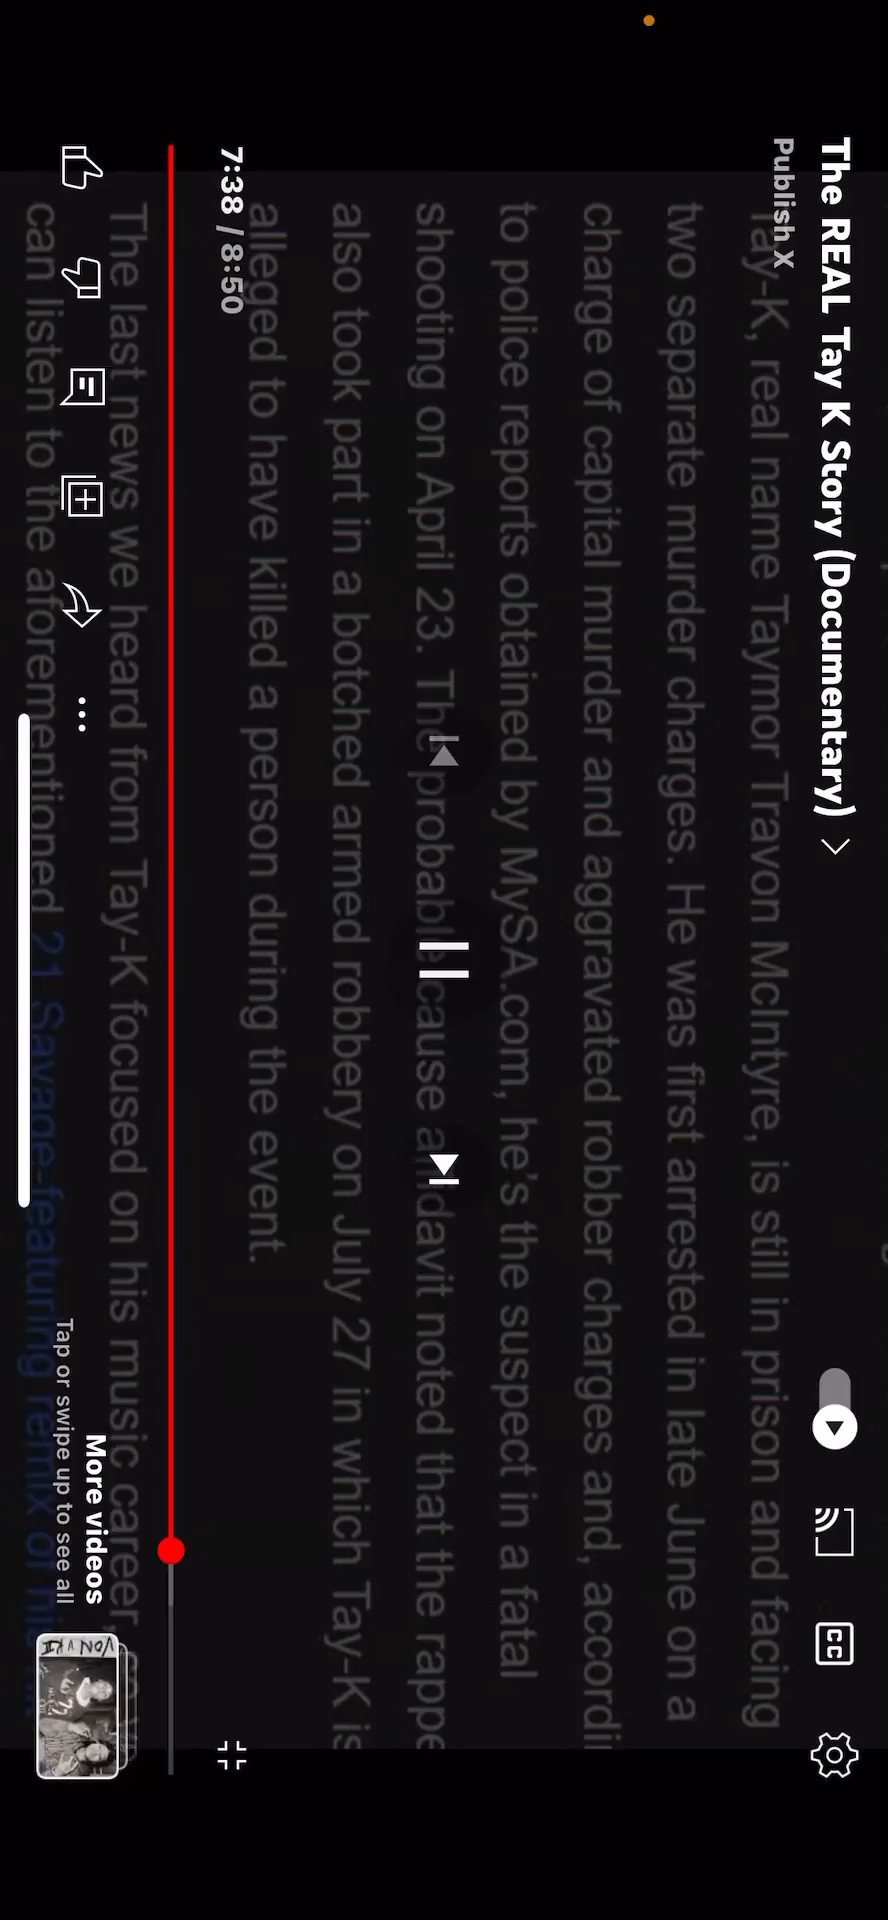 The REAL Tay K Story (Documentary)
Publish X
Tay-K, real name Taymor Travon McIntyre, is still in prison and facing
two separate murder charges. He was first arrested in late June on a
charge of capital murder and aggravated robber charges and, accordi
to police reports obtained by MySA.com, he's the suspect in a fatal
shooting on April 23. The probable cause affidavit noted that the rappe
also took part in a botched armed robbery on July 27 in which Tay-K is
alleged to have killed a person during the event.
7:38 / 8:50
The last news we heard from Tay-K focused on his music career,
can listen to the aforementioned 21 Savage-featuring remix of his
More videos
Tap or swipe up to see all
CC